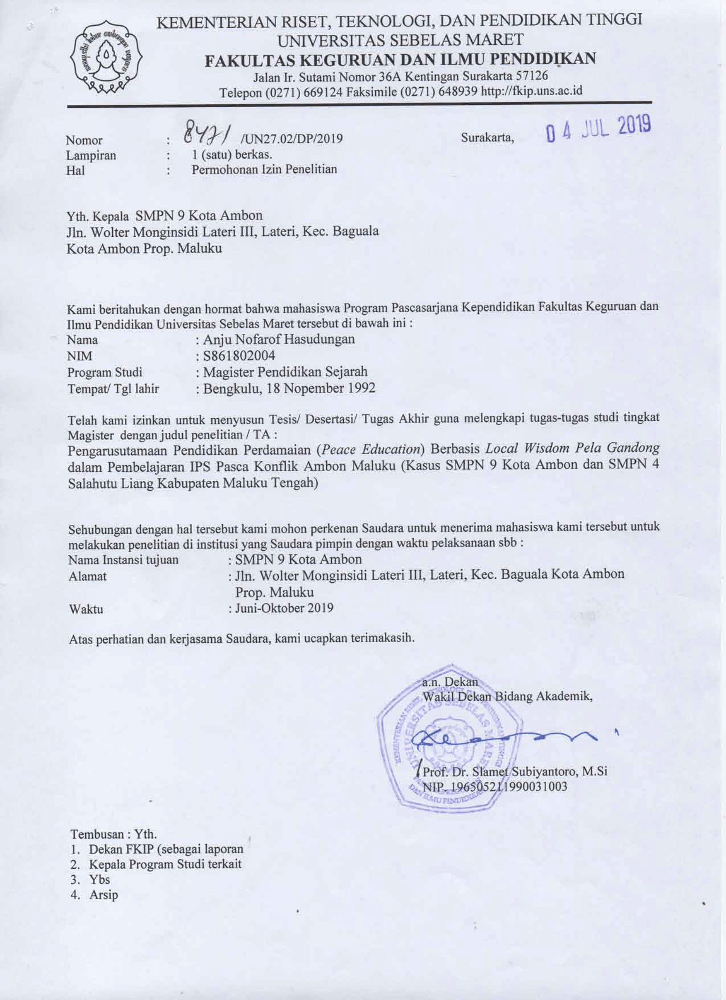 KEMENTERIAN RISET, TEKNOLOGI, DAN PENDIDIKAN TINGGI
UNIVERSITAS SEBELAS MARET
FAKULTAS KEGURUAN DAN ILMU PENDIDIKAN
Jalan Ir. Sutami Nomor 36A Kentingan Surakarta 57126
Telepon (0271) 669124 Faksimile (0271) 648939 http://fkip.uns.ac.id
Nomor : 8471 /UN27.02/DP/2019 Surakarta, 04 JUL 2019
Lampiran : 1 (satu) berkas.
Hal : Permohonan Izin Penelitian
Yth. Kepala SMPN 9 Kota Ambon
Jln. Wolter Monginsidi Lateri III, Lateri, Kec. Baguala
Kota Ambon Prop. Maluku
Kami beritahukan dengan hormat bahwa mahasiswa Program Pascasarjana Kependidikan Fakultas Keguruan dan
Ilmu Pendidikan Universitas Sebelas Maret tersebut di bawah ini :
Nama : Anju Nofarof Hasudungan
NIM : S861802004
Program Studi : Magister Pendidikan Sejarah
Tempat/ Tgl lahir : Bengkulu, 18 Nopember 1992
Telah kami izinkan untuk menyusun Tesis/ Desertasi/ Tugas Akhir guna melengkapi tugas-tugas studi tingkat
Magister dengan judul penelitian / TA :
Pengarusutamaan Pendidikan Perdamaian (Peace Education) Berbasis Local Wisdom Pela Gandong
dalam Pembelajaran IPS Pasca Konflik Ambon Maluku (Kasus SMPN 9 Kota Ambon dan SMPN 4
Salahutu Liang Kabupaten Maluku Tengah)
Sehubungan dengan hal tersebut kami mohon perkenan Saudara untuk menerima mahasiswa kami tersebut untuk
melakukan penelitian di institusi yang Saudara pimpin dengan waktu pelaksanaan sbb :
Nama Instansi tujuan : SMPN 9 Kota Ambon
Alamat : Jln. Wolter Monginsidi Lateri III, Lateri, Kec. Baguala Kota Ambon
Prop. Maluku
Waktu : Juni-Oktober 2019
Atas perhatian dan kerjasama Saudara, kami ucapkan terimakasih.
a.n. Dekan
Wakil Dekan Bidang Akademik,
UNIVERSITAS SEBELAS MARET
DAN ILMU PENDIDIKAN
Prof. Dr. Slamet Subiyantoro, M.Si
NIP. 196505211990031003
Tembusan : Yth.
1. Dekan FKIP (sebagai laporan
2. Kepala Program Studi terkait
3. Ybs
4. Arsip